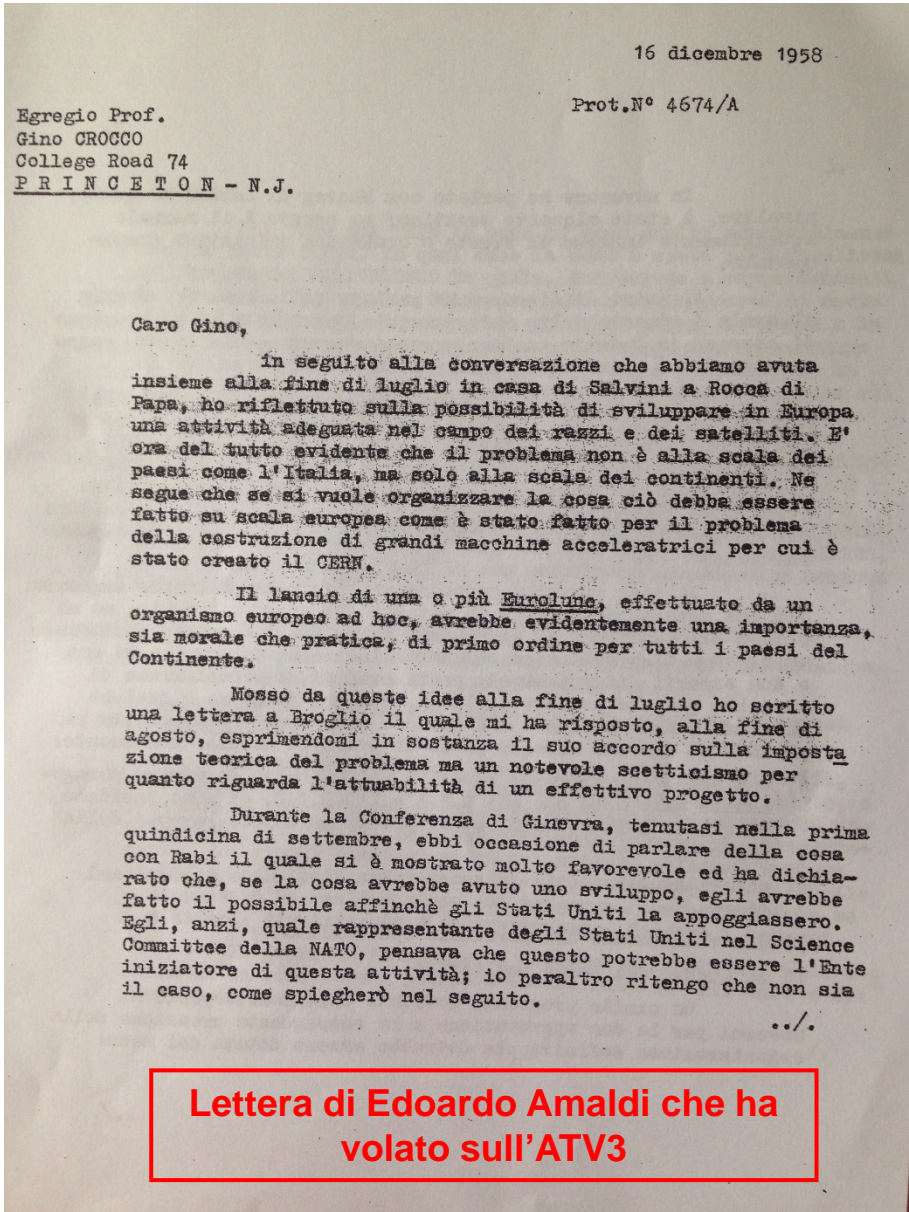 16 dicembre 1958
Prot.N° 4674/A
Egregio Prof.
Gino CROCCO
College Road 74
PRINCETON - N.J.
Caro Gino,
in seguito alla conversazione che abbiamo avuta
insieme alla fine di luglio in casa di Salvini a Rocca di
Papa, ho riflettuto sulla possibilità di sviluppare in Europa
una attività adeguata nel campo dei razzi e dei satelliti. E'
ora del tutto evidente che il problema non è alla scala dei
paesi come l'Italia, ma solo alla scala dei continenti. Ne
segue che se si vuole organizzare la cosa ciò debba essere
fatto su scala europea come è stato fatto per il problema
della costruzione di grandi macchine acceleratrici per cui è
stato creato il CERN.
Il lancio di una o più Eurolune, effettuato da un
organismo europeo ad hoc, avrebbe evidentemente una importanza,
sia morale che pratica, di primo ordine per tutti i paesi del
Continente.
Mosso da queste idee alla fine di luglio ho scritto
una lettera a Broglio il quale mi ha risposto, alla fine di
agosto, esprimendomi in sostanza il suo accordo sulla imposta
zione teorica del problema ma un notevole scetticismo per
quanto riguarda l'attuabilità di un effettivo progetto.
Durante la Conferenza di Ginevra, tenutasi nella prima
quindicina di settembre, ebbi occasione di parlare della cosa
con Rabi il quale si è mostrato molto favorevole ed ha dichia-
rato che, se la cosa avrebbe avuto uno sviluppo, egli avrebbe
fatto il possibile affinchè gli Stati Uniti la appoggiassero.
Egli, anzi, quale rappresentante degli Stati Uniti nel Science
Committee della NATO, pensava che questo potrebbe essere l'Ente
iniziatore di questa attività; io peraltro ritengo che non sia
il caso, come spiegherò nel seguito.
../.
Lettera di Edoardo Amaldi che ha
volato sull'ATV3